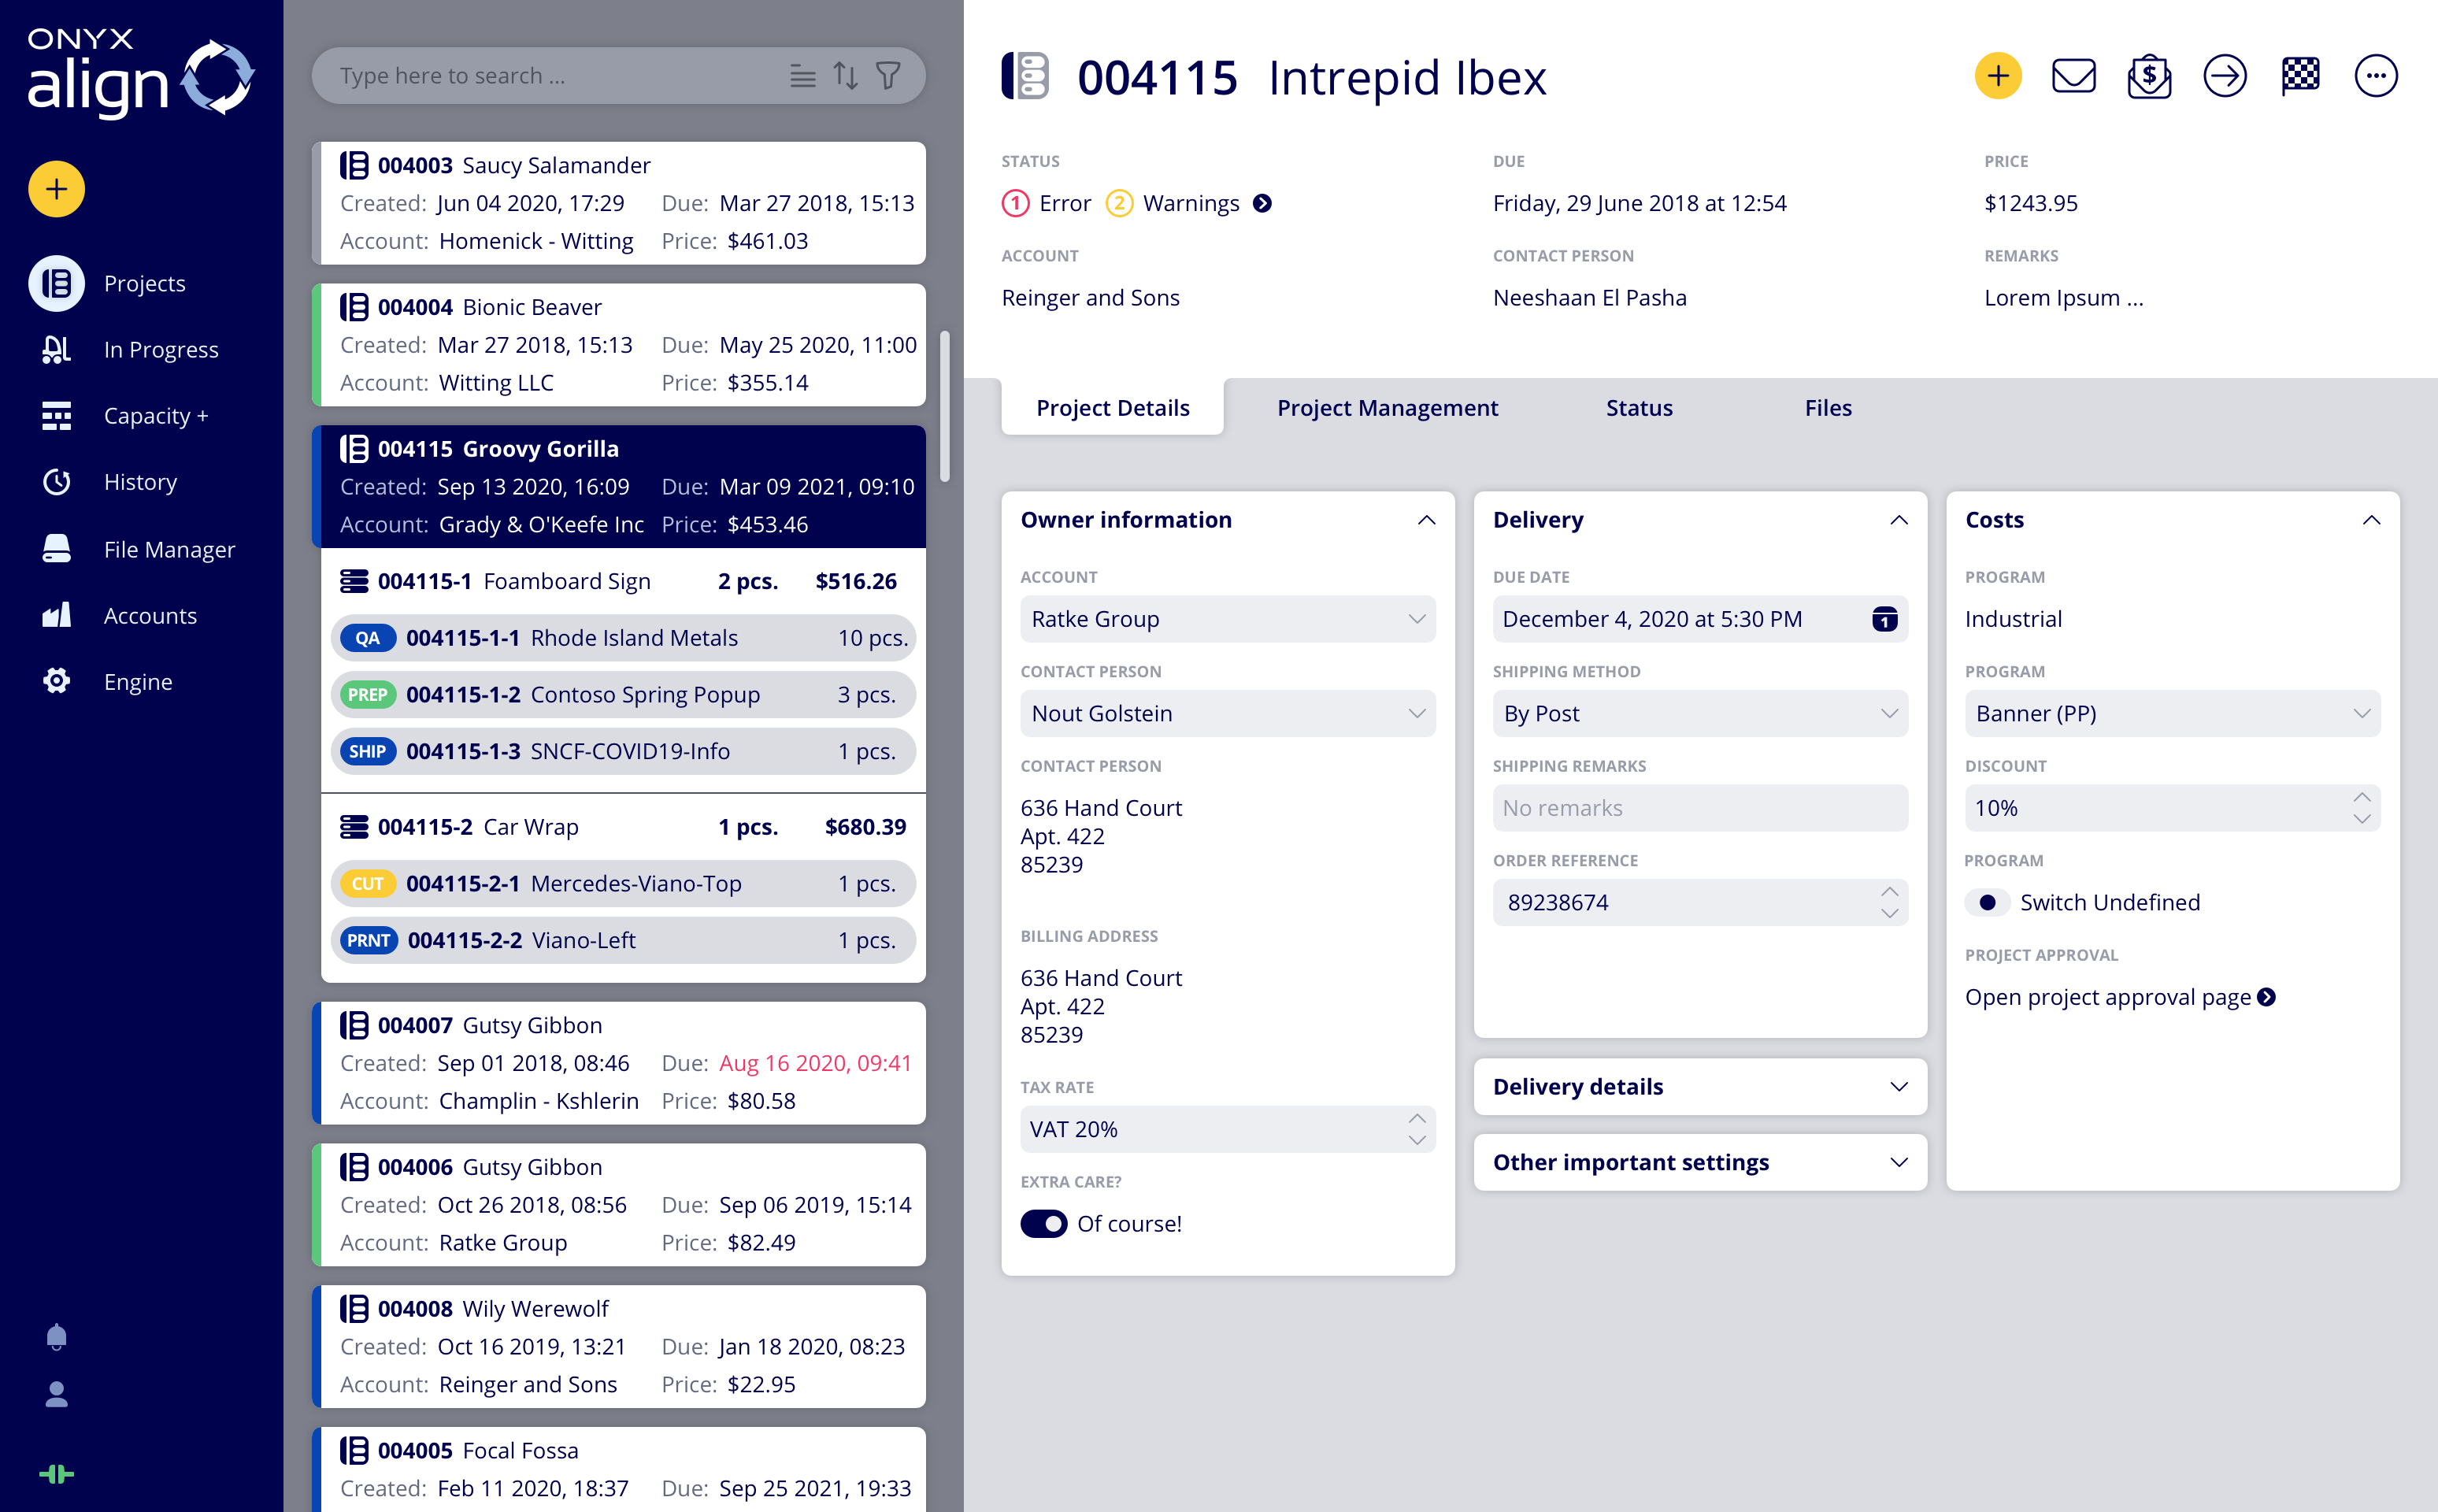 ONYX
align
Projects
In Progress
Capacity +
History
File Manager
Accounts
Engine
Type here to search ...
004003 Saucy Salamander
Created: Jun 04 2020, 17:29 Due: Mar 27 2018, 15:13
Account: Homenick - Witting Price: $461.03
004004 Bionic Beaver
Created: Mar 27 2018, 15:13 Due: May 25 2020, 11:00
Account: Witting LLC Price: $355.14
004115 Groovy Gorilla
Created: Sep 13 2020, 16:09 Due: Mar 09 2021, 09:10
Account: Grady & O'Keefe Inc Price: $453.46
004115-1 Foamboard Sign 2 pcs. $516.26
QA 004115-1-1 Rhode Island Metals 10 pcs.
PREP 004115-1-2 Contoso Spring Popup 3 pcs.
SHIP 004115-1-3 SNCF-COVID19-Info 1 pcs.
004115-2 Car Wrap 1 pcs. $680.39
CUT 004115-2-1 Mercedes-Viano-Top 1 pcs.
PRNT 004115-2-2 Viano-Left 1 pcs.
004007 Gutsy Gibbon
Created: Sep 01 2018, 08:46 Due: Aug 16 2020, 09:41
Account: Champlin - Kshlerin Price: $80.58
004006 Gutsy Gibbon
Created: Oct 26 2018, 08:56 Due: Sep 06 2019, 15:14
Account: Ratke Group Price: $82.49
004008 Wily Werewolf
Created: Oct 16 2019, 13:21 Due: Jan 18 2020, 08:23
Account: Reinger and Sons Price: $22.95
004005 Focal Fossa
Created: Feb 11 2020, 18:37 Due: Sep 25 2021, 19:33
004115 Intrepid Ibex
$
STATUS
1 Error 2 Warnings
DUE
Friday, 29 June 2018 at 12:54
PRICE
$1243.95
ACCOUNT
Reinger and Sons
CONTACT PERSON
Neeshaan El Pasha
REMARKS
Lorem Ipsum ...
Project Details Project Management Status Files
Owner information
ACCOUNT
Ratke Group
CONTACT PERSON
Nout Golstein
CONTACT PERSON
636 Hand Court
Apt. 422
85239
BILLING ADDRESS
636 Hand Court
Apt. 422
85239
TAX RATE
VAT 20%
EXTRA CARE?
Of course!
Delivery
DUE DATE
December 4, 2020 at 5:30 PM
1
SHIPPING METHOD
By Post
SHIPPING REMARKS
No remarks
ORDER REFERENCE
89238674
Delivery details
Other important settings
Costs
PROGRAM
Industrial
PROGRAM
Banner (PP)
DISCOUNT
10%
PROGRAM
Switch Undefined
PROJECT APPROVAL
Open project approval page